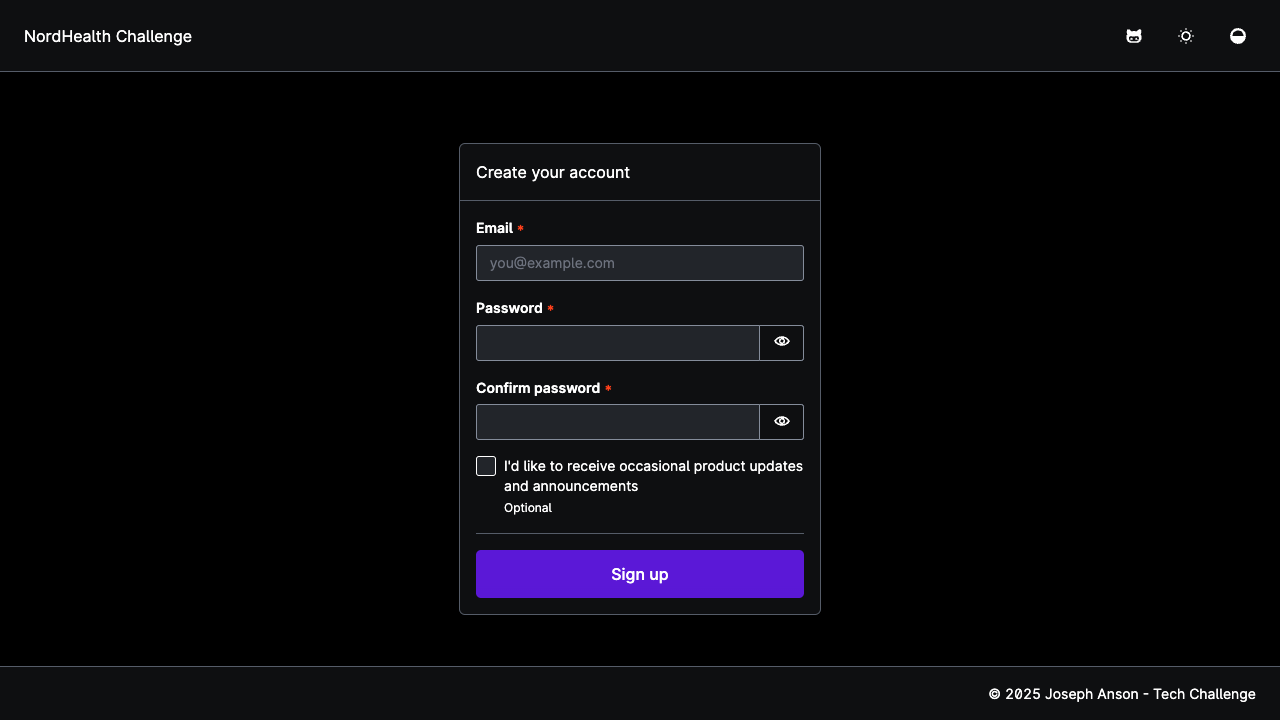 NordHealth Challenge
Create your account
Email *
you@example.com
Password *
Confirm password *
I'd like to receive occasional product updates
and announcements
Optional
Sign up
© 2025 Joseph Anson - Tech Challenge